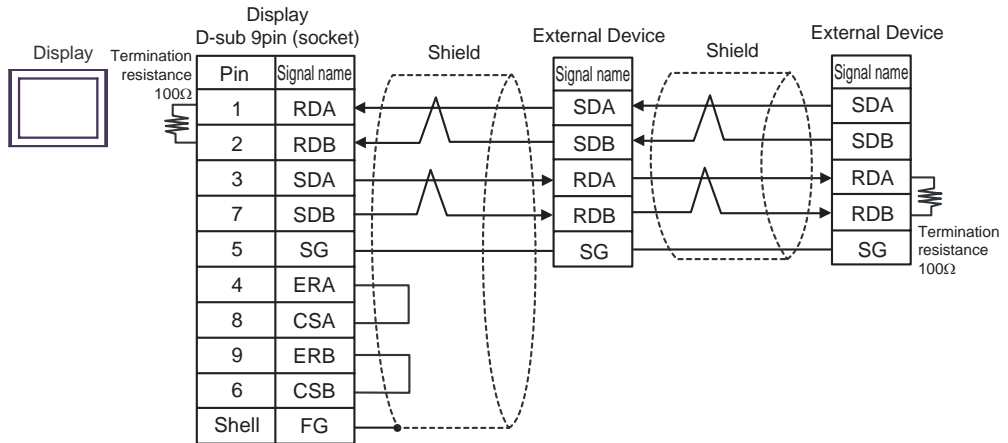 Display
Termination
resistance
100Ω
Display
D-sub 9pin (socket)
Pin Signal name
1 RDA
2 RDB
3 SDA
7 SDB
5 SG
4 ERA
8 CSA
9 ERB
6 CSB
Shell FG
Shield
External Device
Signal name
SDA
SDB
RDA
RDB
SG
Shield
External Device
Signal name
SDA
SDB
RDA
RDB
SG
Termination
resistance
100Ω